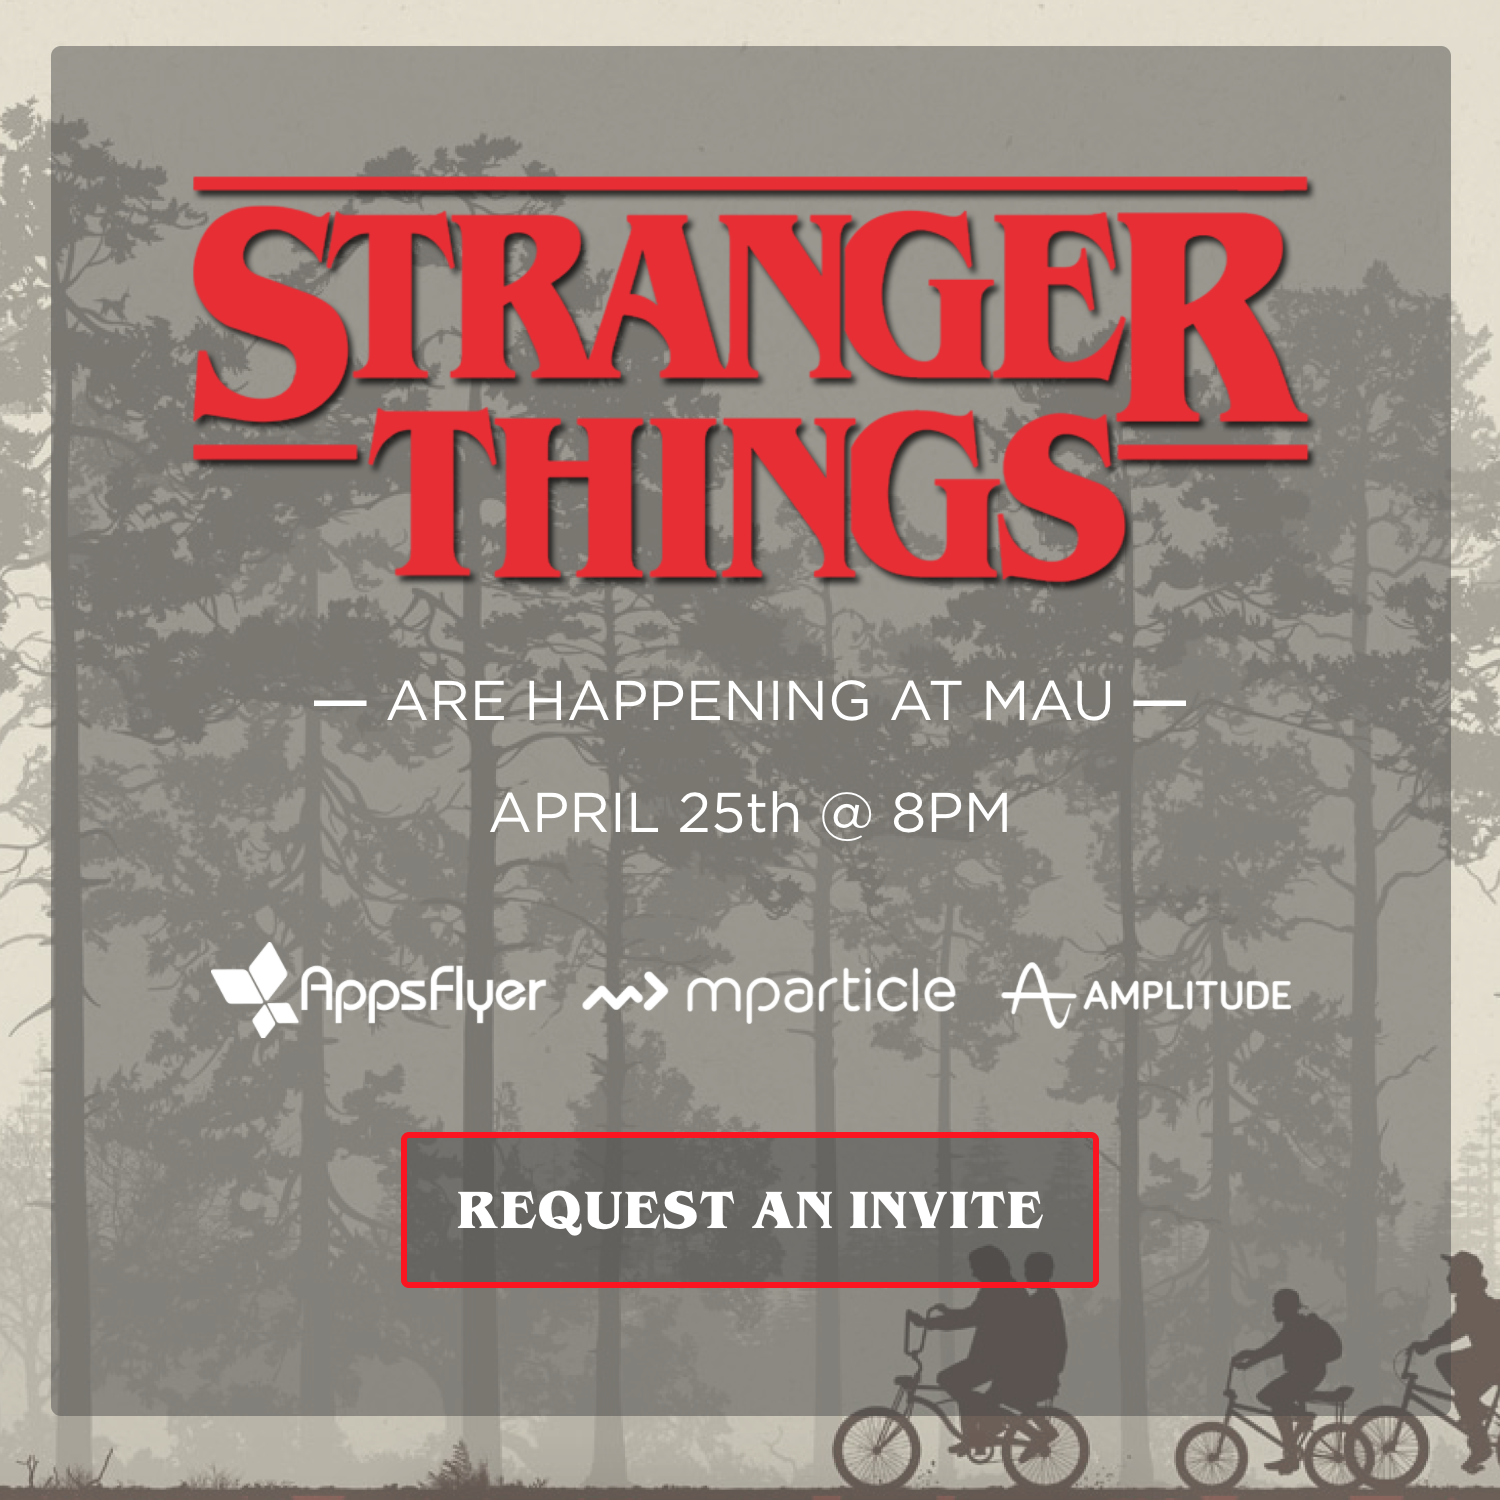 STRANGER
THINGS
— ARE HAPPENING AT MAU —
APRIL 25th @ 8PM
AppsFlyer mparticle AMPLITUDE
REQUEST AN INVITE